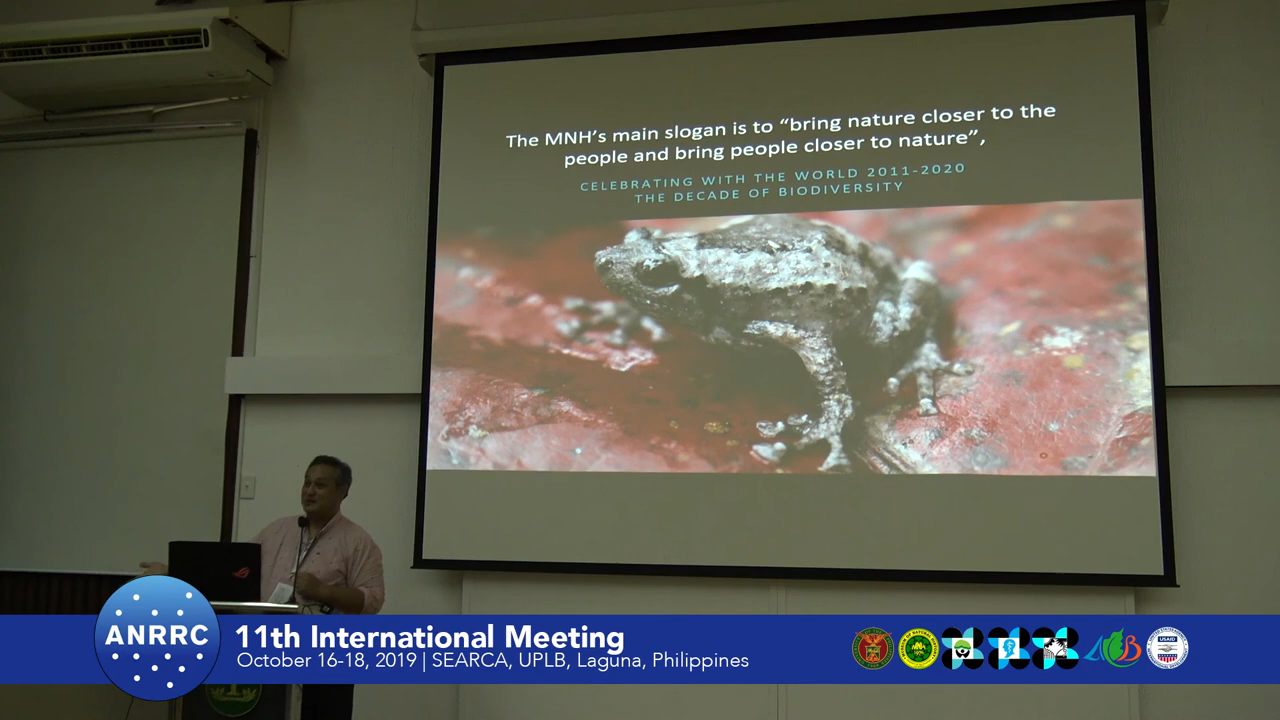 The MNH's main slogan is to “bring nature closer to the
people and bring people closer to nature”,
CELEBRATING WITH THE WORLD 2011-2020
THE DECADE OF BIODIVERSITY
ANRRC
11th International Meeting
October 16-18, 2019 | SEARCA, UPLB, Laguna, Philippines
USAID